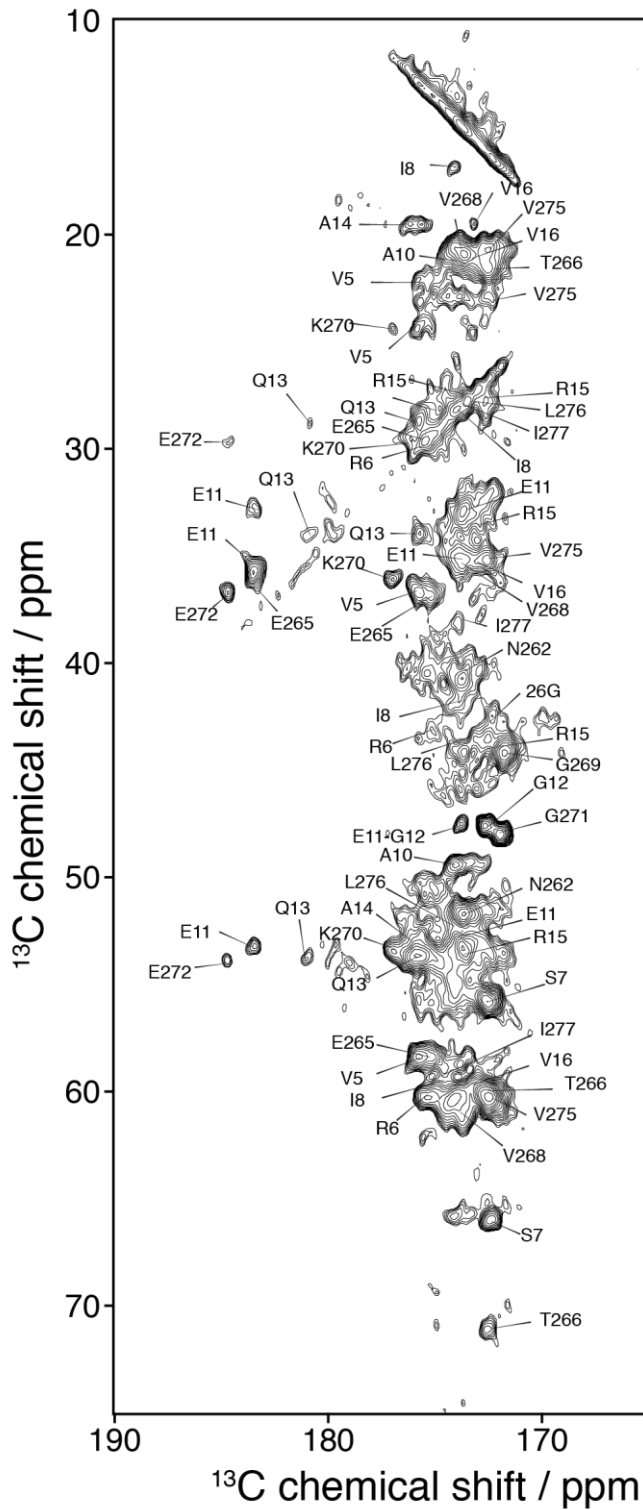 10
I8
V16
V268
V275
20
A14
V16
A10
T266
V5
V275
K270
V5
Q13
R15
R15
Q13
L276
E265
I277
E272
K270
30
R6
I8
Q13
E11
E11
R15
Q13
E11
E11
V275
K270
V16
E272
V5
V268
E265
E265
I277
N262
40
26G
I8
R6
R15
L276
G269
G12
G271
E11-G12
A10
50
L276
N262
A14
Q13
E11
E11
K270
R15
E272
Q13
S7
I277
E265
V16
V5
T266
60
I8
V275
R6
V268
S7
70
T266
190
180
170
13C chemical shift / ppm
13C chemical shift / ppm